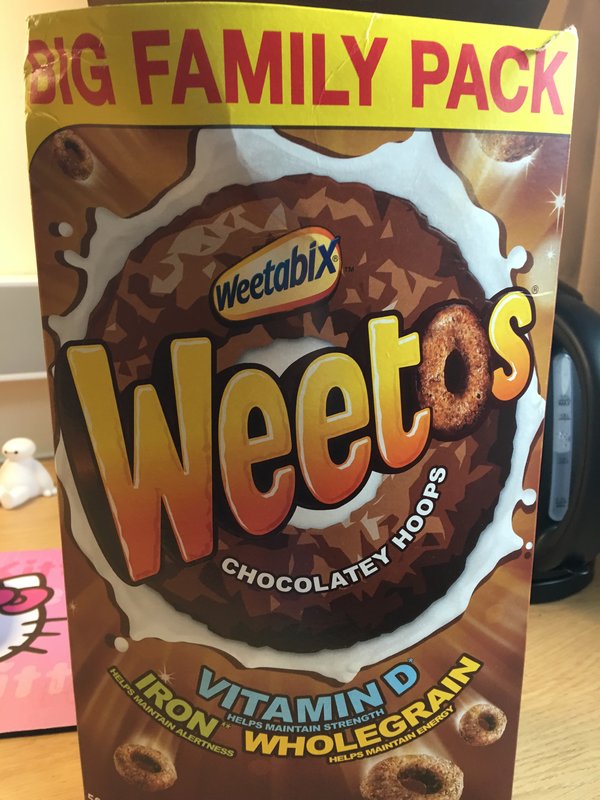 BIG FAMILY PACK
Weetabix®™
Weetos®
CHOCOLATEY HOOPS
IRON**
HELPS MAINTAIN ALERTNESS
VITAMIN D*
HELPS MAINTAIN STRENGTH
WHOLEGRAIN
HELPS MAINTAIN ENERGY